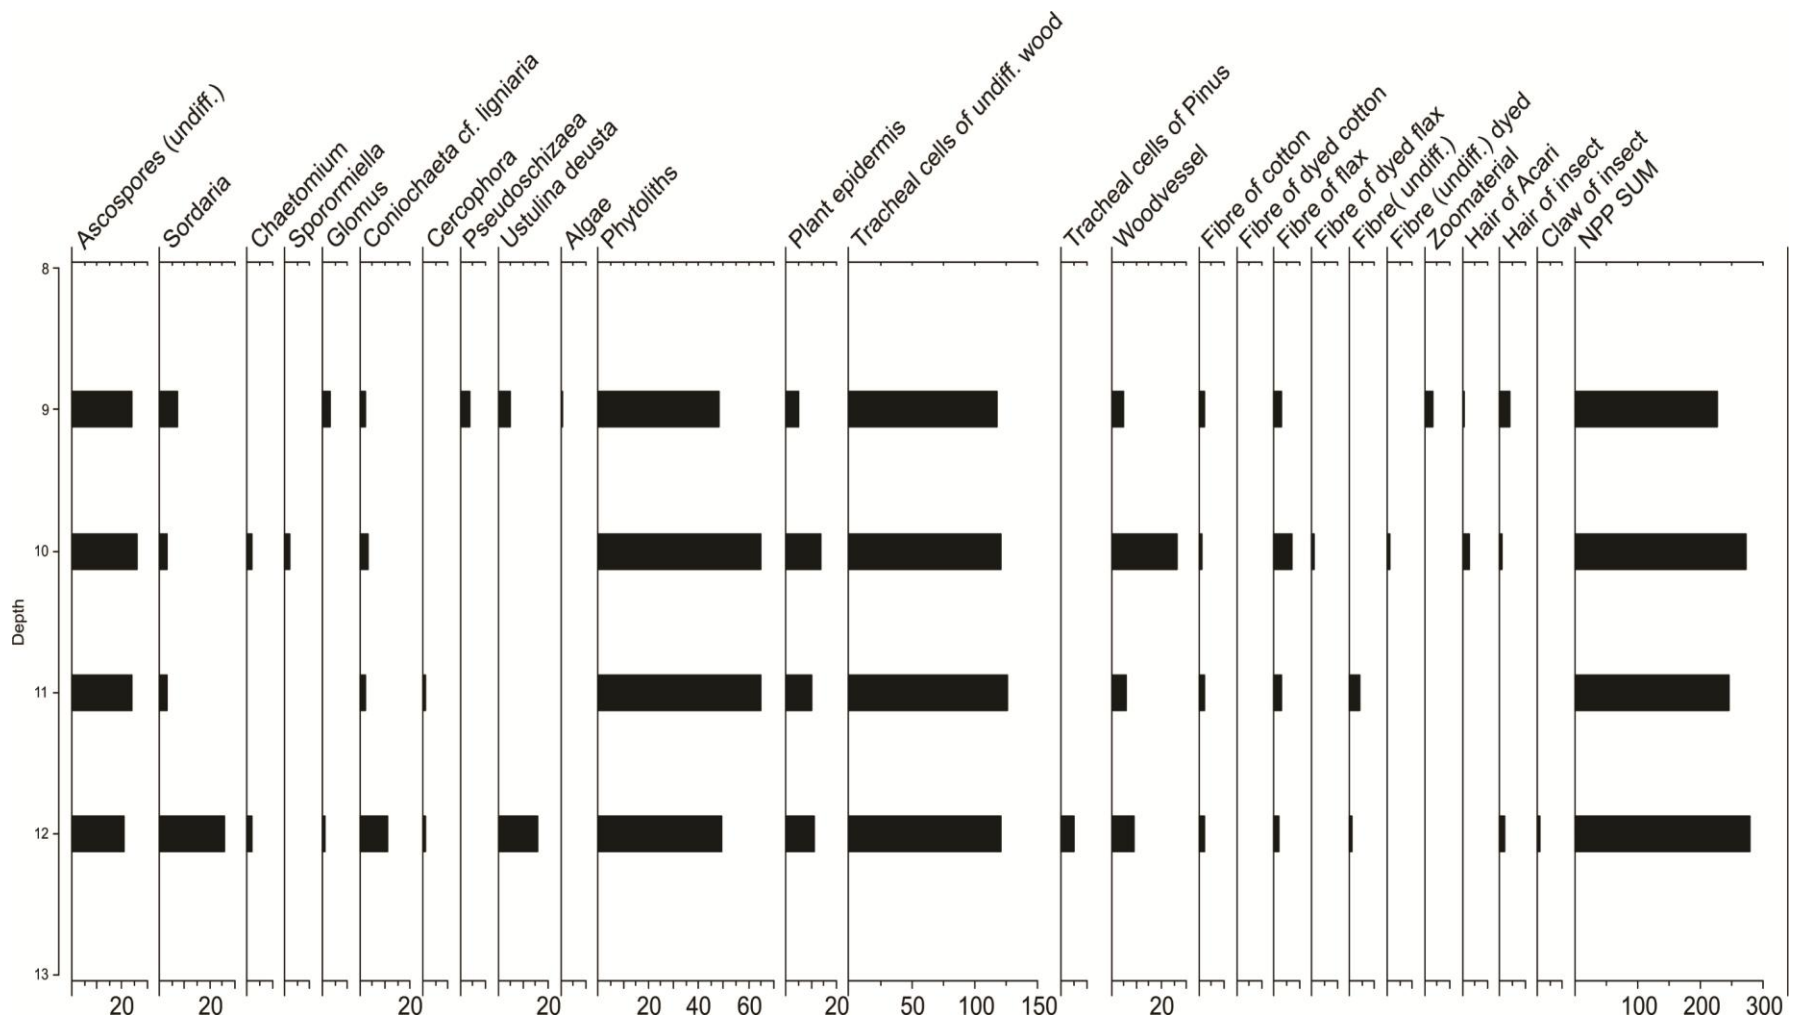 Ascospores (undiff.)
Sordaria
Chaetomium
Sporormiella
Glomus
Coniochaeta cf. ligniaria
Cercophora
Pseudoschizaea
Ustulina deusta
Algae
Phytoliths
Plant epidermis
Tracheal cells of undiff. wood
Tracheal cells of Pinus
Woodvessel
Fibre of cotton
Fibre of dyed cotton
Fibre of flax
Fibre of dyed flax
Fibre( undiff.)
Fibre (undiff.) dyed
Zoomaterial
Hair of Acari
Hair of insect
Claw of insect
NPP SUM
8
9
10
11
12
13
Depth
20 20 20 20 20 40 60 20 50 100 150 20 100 200 300